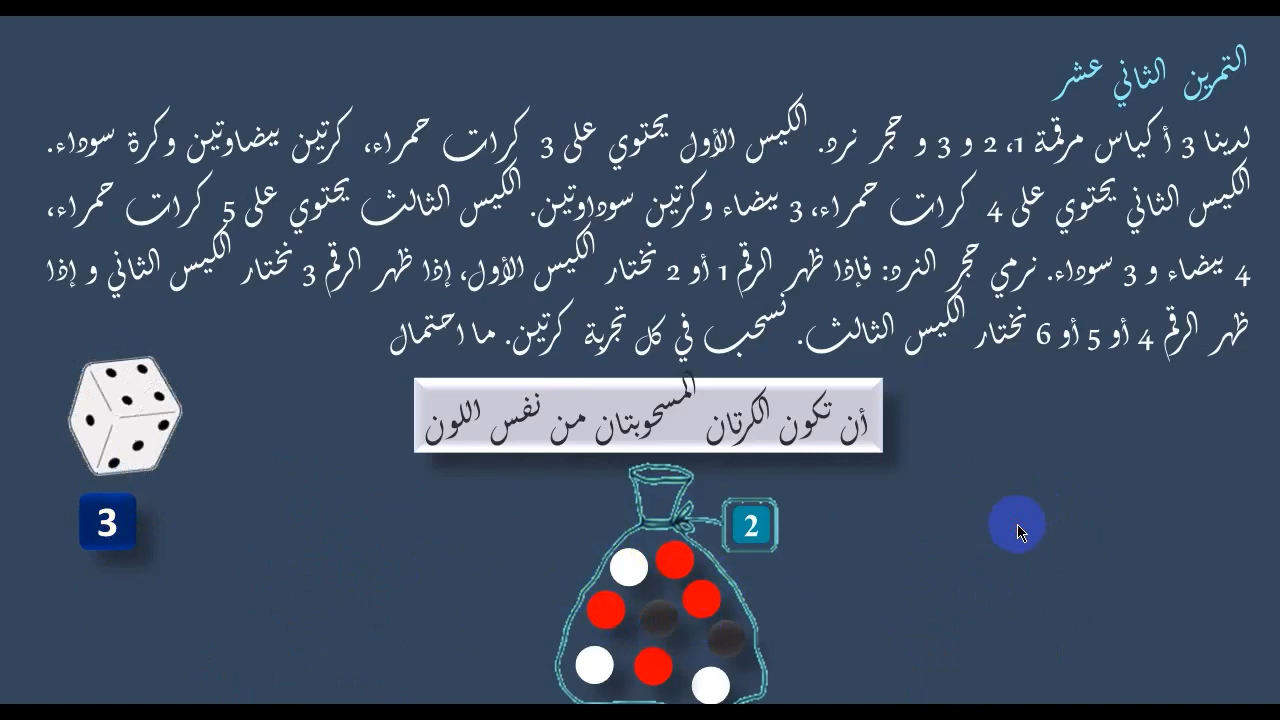 التمرين الثاني عشر
لدينا 3 أكياس مرقمة 1، 2 و 3 و حجر نرد. الكيس الأول يحتوي على 3 كرات حمراء، كرتين بيضاوتين وكرة سوداء.
الكيس الثاني يحتوي على 4 كرات حمراء، 3 بيضاء وكرتين سوداوتين. الكيس الثالث يحتوي على 5 كرات حمراء،
4 بيضاء و 3 سوداء. نرمي حجر النرد: فإذا ظهر الرقم 1 أو 2 نختار الكيس الأول، إذا ظهر الرقم 3 نختار الكيس الثاني و إذا
ظهر الرقم 4 أو 5 أو 6 نختار الكيس الثالث. نسحب في كل تجربة كرتين. ما احتمال
أن تكون الكرتان المسحوبتان من نفس اللون
3
2